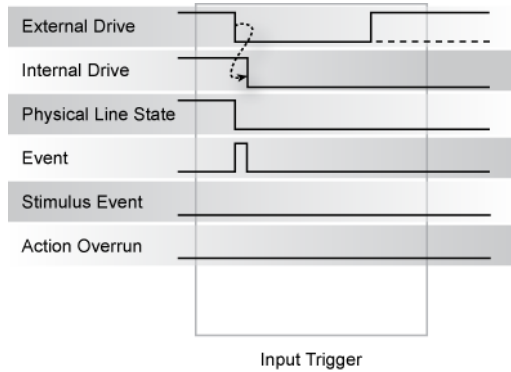 External Drive
Internal Drive
Physical Line State
Event
Stimulus Event
Action Overrun
Input Trigger